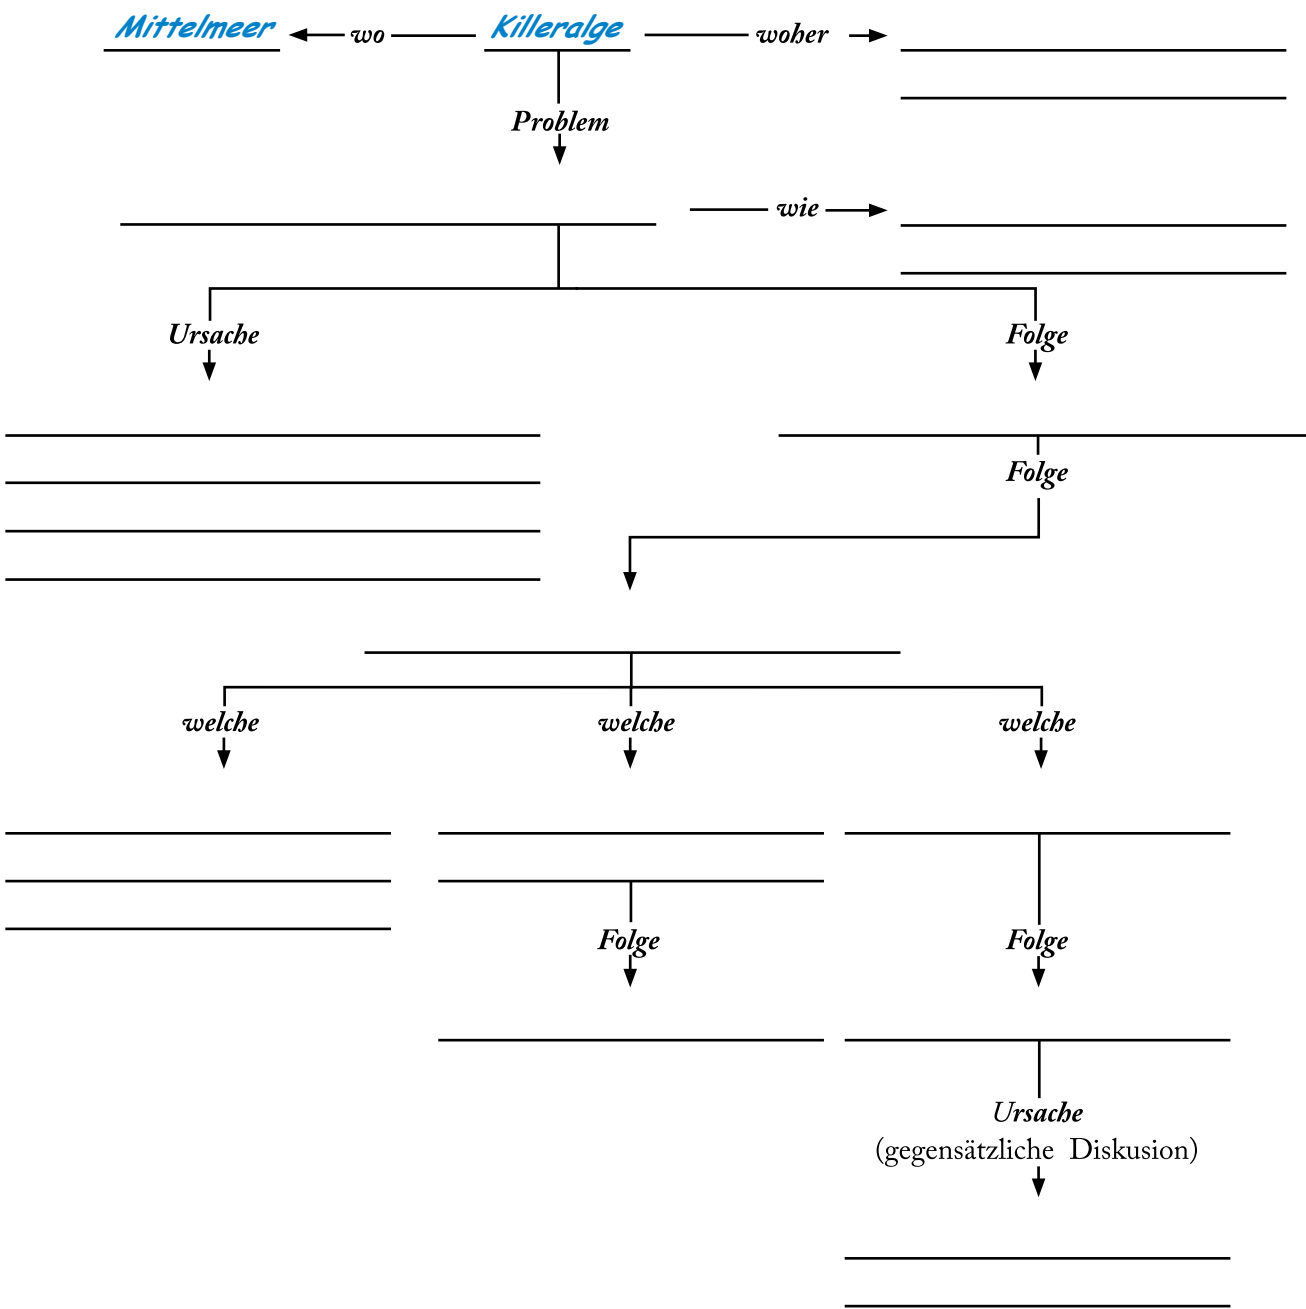 Mittelmeer wo Killeralge woher
Problem
wie
Ursache Folge
Folge
welche welche welche
Folge Folge
Ursache
(gegensätzliche Diskusion)